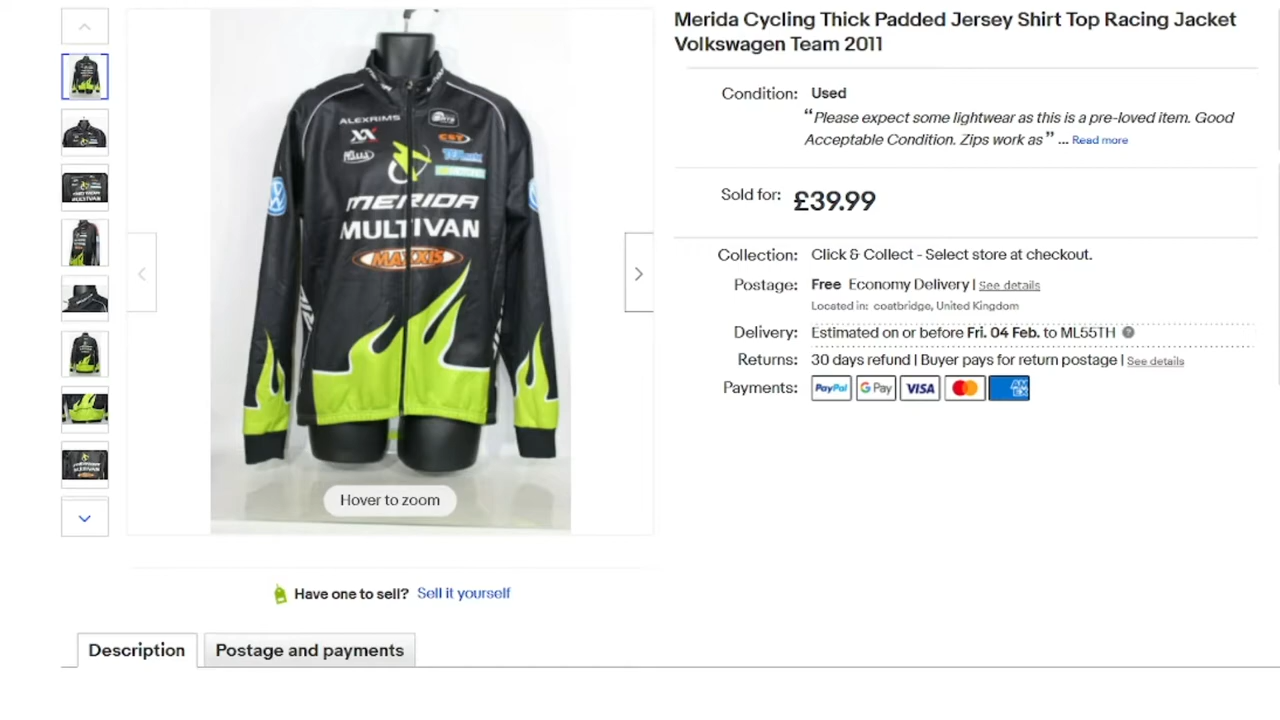 Merida Cycling Thick Padded Jersey Shirt Top Racing Jacket
Volkswagen Team 2011
Condition: Used
“Please expect some lightwear as this is a pre-loved item. Good
Acceptable Condition. Zips work as” ... Read more
Sold for: £39.99
Collection: Click & Collect - Select store at checkout.
Postage: Free Economy Delivery | See details
Located in: coatbridge, United Kingdom
Delivery: Estimated on or before Fri. 04 Feb. to ML55TH
Returns: 30 days refund | Buyer pays for return postage | See details
Payments: PayPal G Pay VISA AMEX
ALEXRIMS
CST
MERIDA
MULTIVAN
MAXXIS
Hover to zoom
Have one to sell? Sell it yourself
Description
Postage and payments